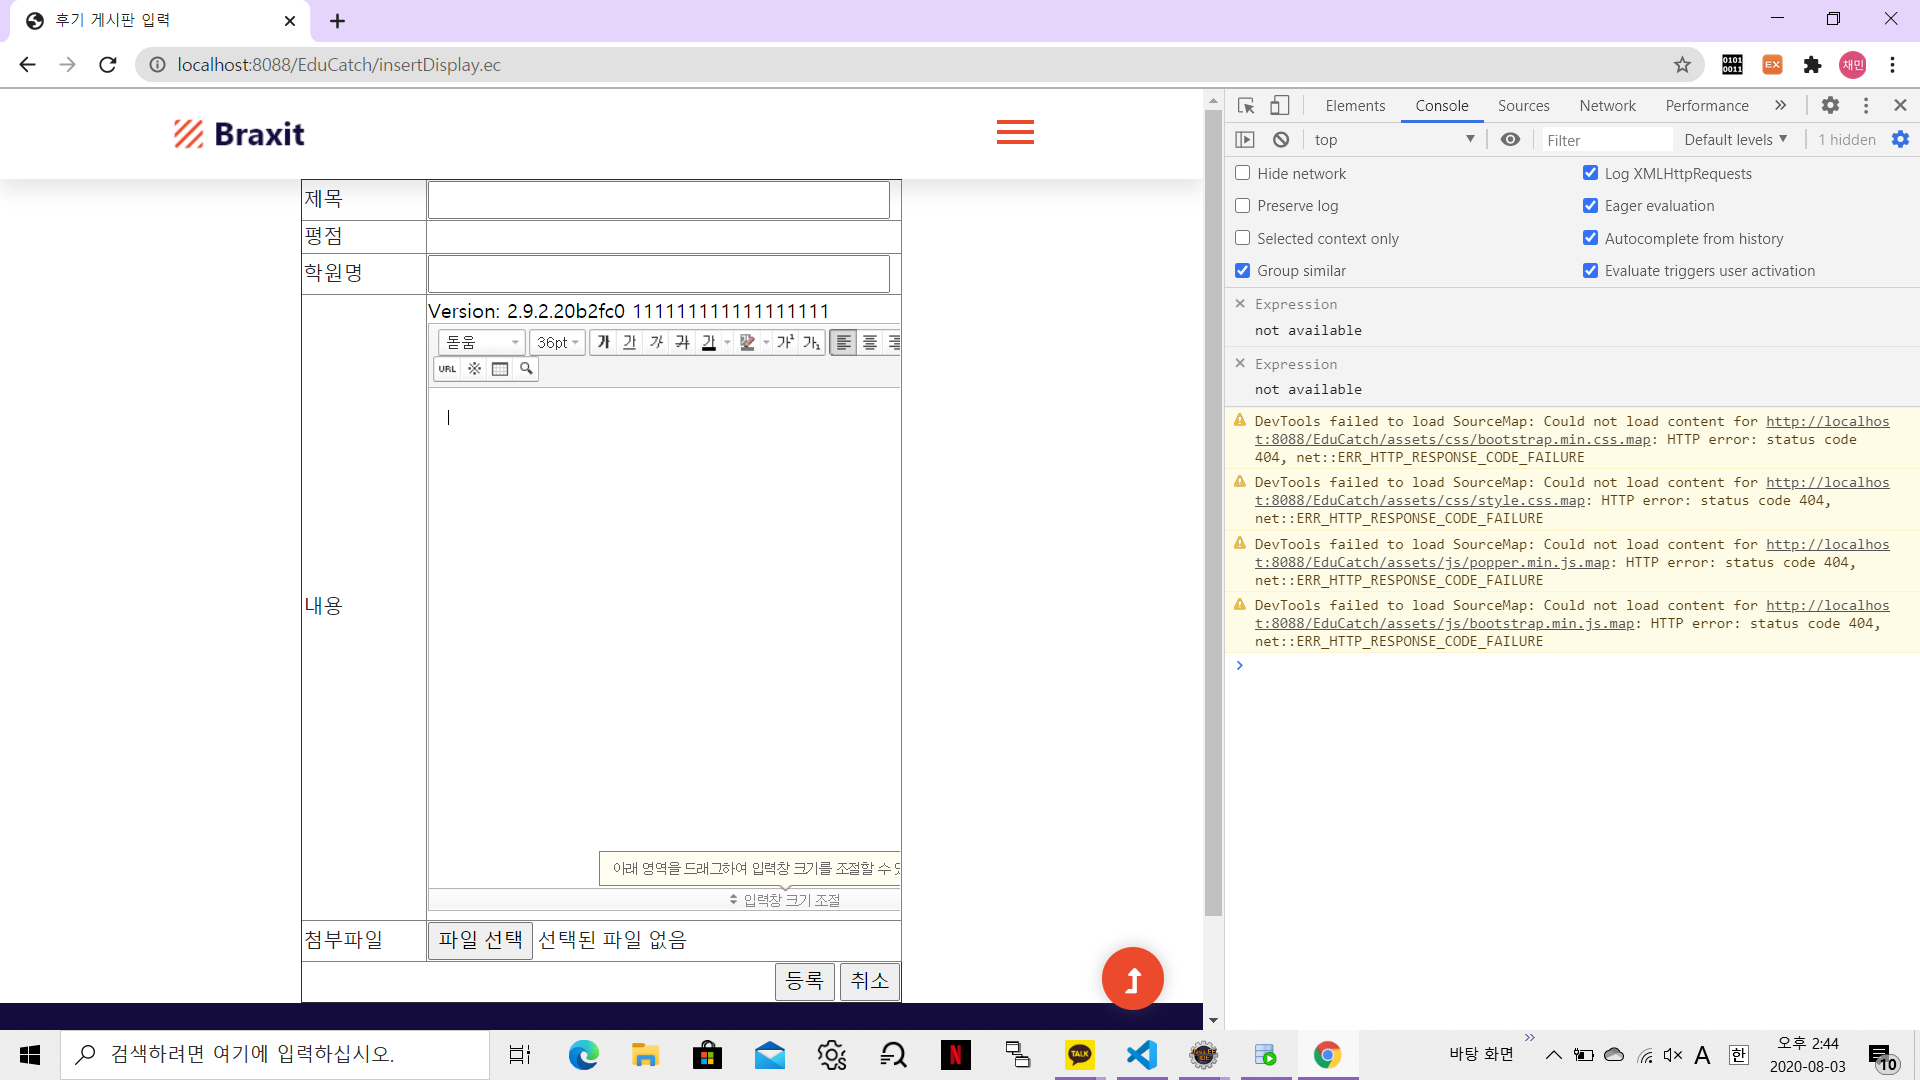 후기 게시판 입력
localhost:8088/EduCatch/insertDisplay.ec
0101
0011
EX
채민
Braxit
제목
평점
학원명
Version: 2.9.2.20b2fc0 111111111111111111
돋움
36pt
가 가 가 가 가 가¹ 가₁
URL
내용
아래 영역을 드래그하여 입력창 크기를 조절할 수
입력창 크기 조절
첨부파일
파일 선택 선택된 파일 없음
등록 취소
Elements Console Sources Network Performance
top
Filter
Default levels
1 hidden
Hide network
Log XMLHttpRequests
Preserve log
Eager evaluation
Selected context only
Autocomplete from history
Group similar
Evaluate triggers user activation
Expression
not available
Expression
not available
DevTools failed to load SourceMap: Could not load content for http://localhos
t:8088/EduCatch/assets/css/bootstrap.min.css.map: HTTP error: status code
404, net::ERR_HTTP_RESPONSE_CODE_FAILURE
DevTools failed to load SourceMap: Could not load content for http://localhos
t:8088/EduCatch/assets/css/style.css.map: HTTP error: status code 404,
net::ERR_HTTP_RESPONSE_CODE_FAILURE
DevTools failed to load SourceMap: Could not load content for http://localhos
t:8088/EduCatch/assets/js/popper.min.js.map: HTTP error: status code 404,
net::ERR_HTTP_RESPONSE_CODE_FAILURE
DevTools failed to load SourceMap: Could not load content for http://localhos
t:8088/EduCatch/assets/js/bootstrap.min.js.map: HTTP error: status code 404,
net::ERR_HTTP_RESPONSE_CODE_FAILURE
검색하려면 여기에 입력하십시오.
N
TALK
바탕 화면
A
한
오후 2:44
2020-08-03
10